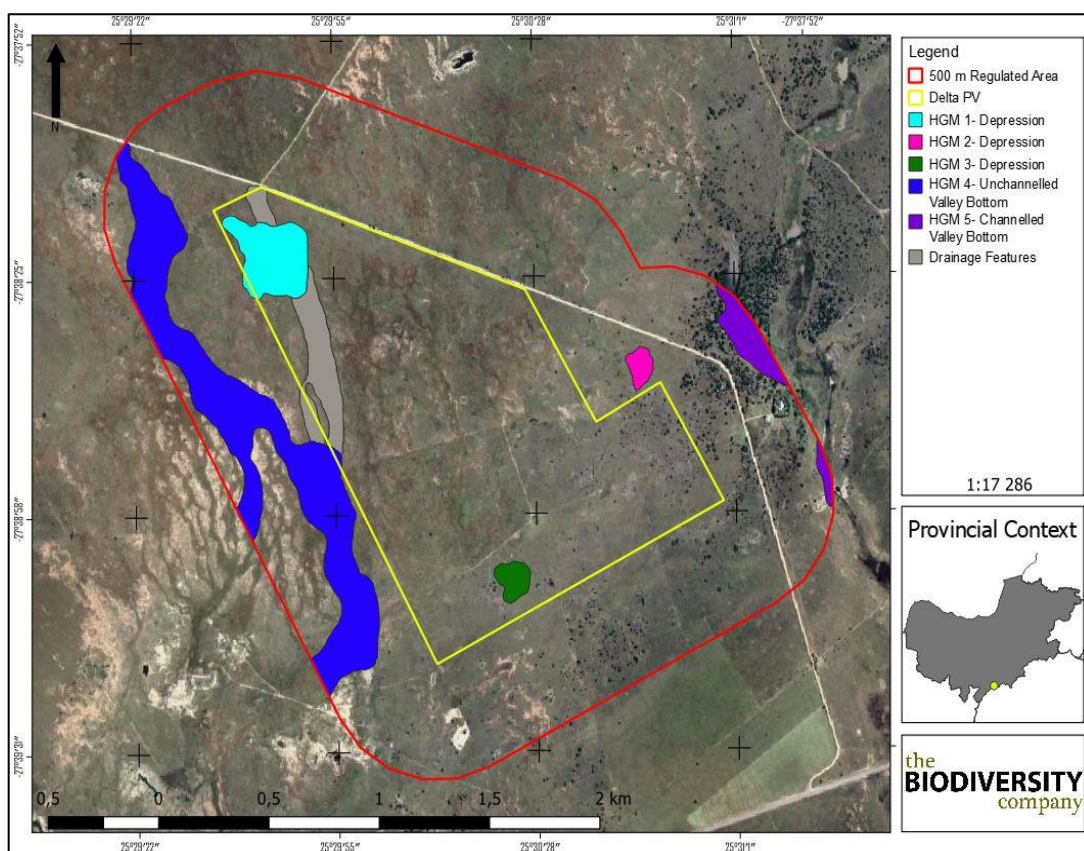 25°29'22" 25°29'55" 25°30'28" 25°31'1" -27°37'52"
-27°37'52"
-27°38'25"
-27°38'58"
-27°39'31"
N
Legend
500 m Regulated Area
Delta PV
HGM 1- Depression
HGM 2- Depression
HGM 3- Depression
HGM 4- Unchannelled
Valley Bottom
HGM 5- Channelled
Valley Bottom
Drainage Features
1:17 286
Provincial Context
the
BIODIVERSITY
company
0,5 0 0,5 1 1,5 2 km
25°29'22" 25°29'55" 25°30'28" 25°31'1"